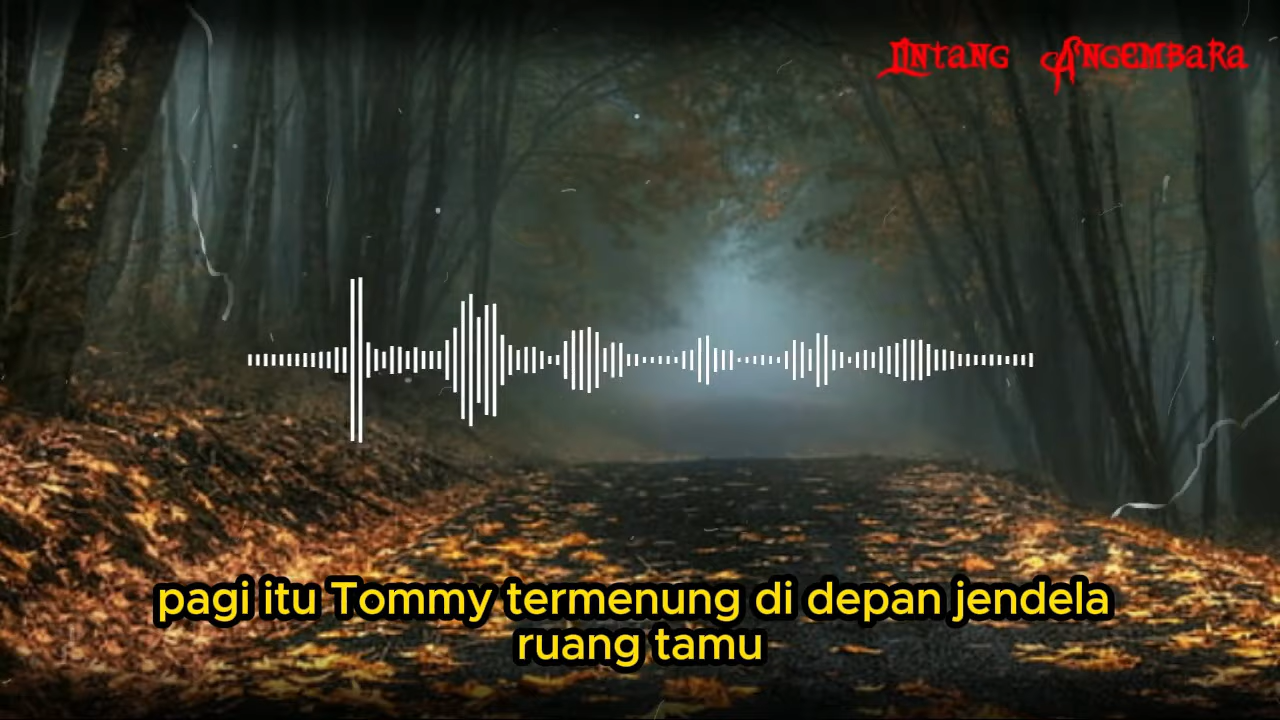 Lintang Angembara
pagi itu Tommy termenung di depan jendela
ruang tamu